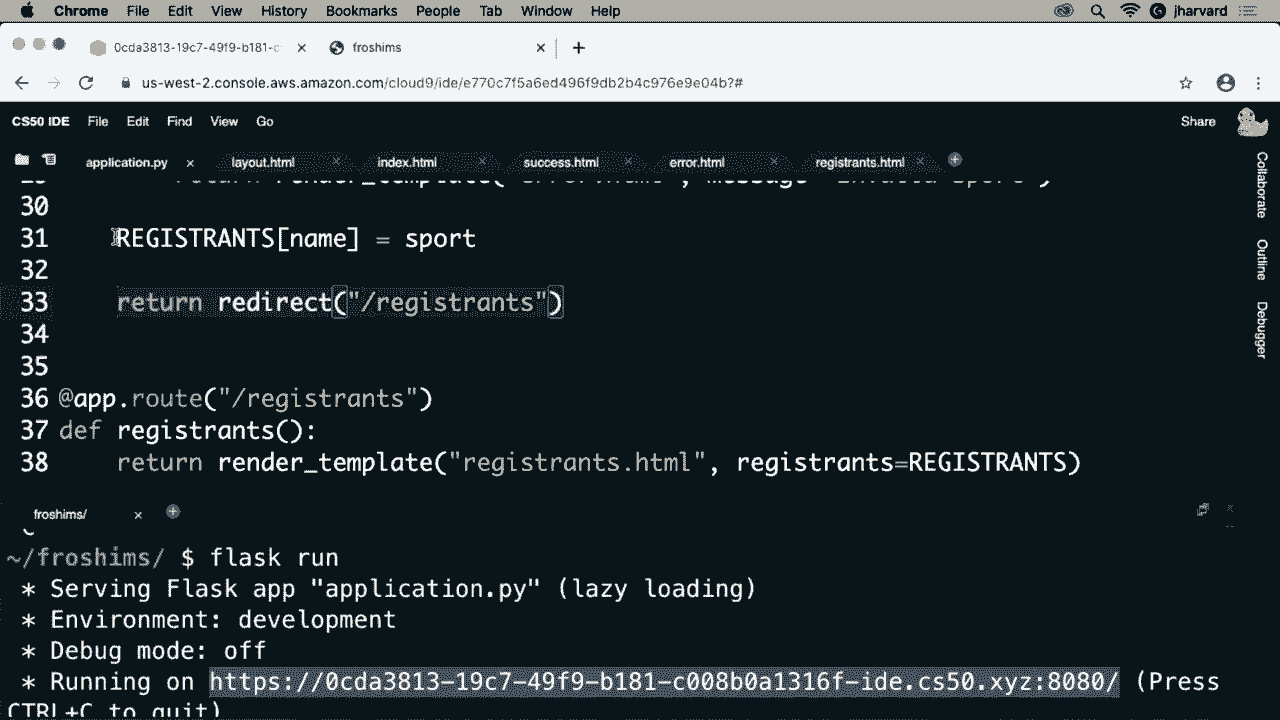 Chrome File Edit View History Bookmarks People Tab Window Help jharvard
0cda3813-19c7-49f9-b181-c froshims
us-west-2.console.aws.amazon.com/cloud9/ide/e770c7f5a6ed496f9db2b4c976e9e04b?#
CS50 IDE File Edit Find View Go Share
application.py layout.html index.html success.html error.html registrants.html
Collaborate
Outline
Debugger
30
31 REGISTRANTS[name] = sport
32
33 return redirect("/registrants")
34
35
36 @app.route("/registrants")
37 def registrants():
38 return render_template("registrants.html", registrants=REGISTRANTS)
froshims/
~/froshims/ $ flask run
* Serving Flask app "application.py" (lazy loading)
* Environment: development
* Debug mode: off
* Running on https://0cda3813-19c7-49f9-b181-c008b0a1316f-ide.cs50.xyz:8080/ (Press
CTRL+C to quit)